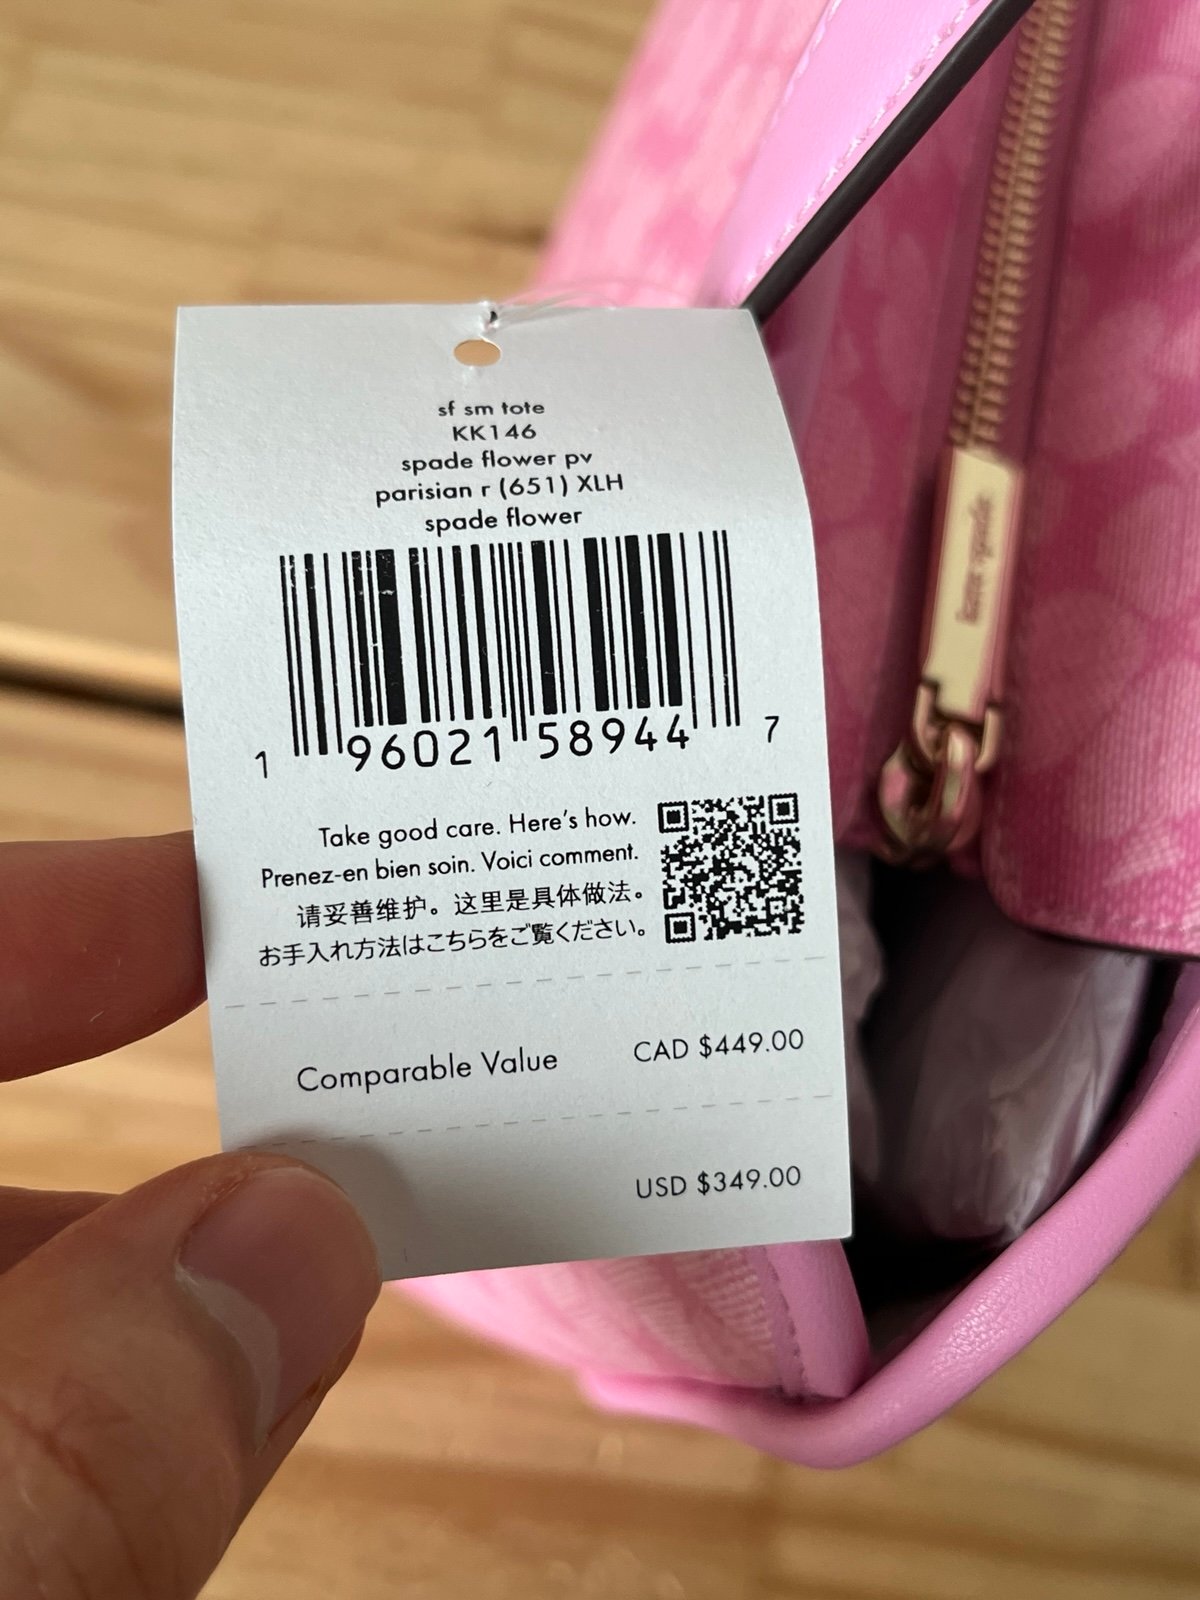 sf sm tote
KK146
spade flower pv
parisian r (651) XLH
spade flower
1 96021 58944 7
Take good care. Here's how.
Prenez-en bien soin. Voici comment.
请妥善维护。这里是具体做法。
お手入れ方法はこちらをご覧ください。
Comparable Value CAD $449.00
USD $349.00
kate spade